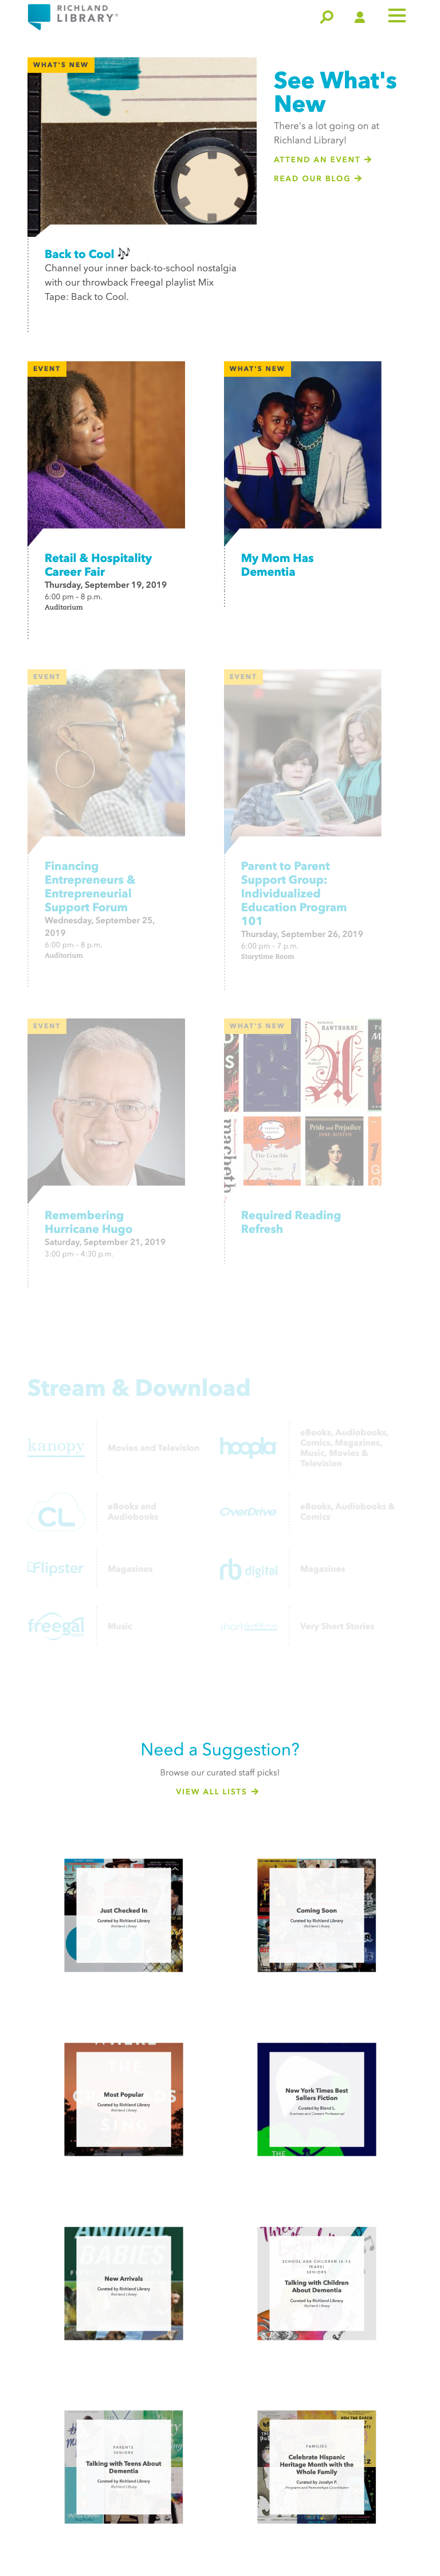 RICHLAND
LIBRARY
WHAT'S NEW
See What's
New
There's a lot going on at
Richland Library!
ATTEND AN EVENT →
READ OUR BLOG →
Back to Cool
Channel your inner back-to-school nostalgia
with our throwback Freegal playlist Mix
Tape: Back to Cool.
EVENT
Retail & Hospitality
Career Fair
Thursday, September 19, 2019
6:00 pm – 8 p.m.
Auditorium
WHAT'S NEW
My Mom Has
Dementia
EVENT
Financing
Entrepreneurs &
Entrepreneurial
Support Forum
Wednesday, September 25,
2019
6:00 pm – 8 p.m.
Auditorium
EVENT
Parent to Parent
Support Group:
Individualized
Education Program
101
Thursday, September 26, 2019
6:00 pm – 7 p.m.
Storytime Room
EVENT
Remembering
Hurricane Hugo
Saturday, September 21, 2019
3:00 pm – 4:30 p.m.
WHAT'S NEW
HAWTHORNE
macbeth
The Crucible
Pride and Prejudice
JANE AUSTEN
Required Reading
Refresh
Stream & Download
kanopy
Movies and Television
hoopla
eBooks, Audiobooks,
Comics, Magazines,
Music, Movies &
Television
CL
eBooks and
Audiobooks
OverDrive
eBooks, Audiobooks &
Comics
Flipster
Magazines
rb digital
Magazines
freegal
Music
short édition
Very Short Stories
Need a Suggestion?
Browse our curated staff picks!
VIEW ALL LISTS →
Just Checked In
Curated by Richland Library
Richland Library
Coming Soon
Curated by Richland Library
Richland Library
Most Popular
Curated by Richland Library
Richland Library
New York Times Best
Sellers Fiction
Curated by Bland L.
Business and Careers Professional
New Arrivals
Curated by Richland Library
Richland Library
SCHOOL AGE CHILDREN (6-12
YEARS)
SENIORS
Talking with Children
About Dementia
Curated by Richland Library
Richland Library
PARENTS
SENIORS
Talking with Teens About
Dementia
Curated by Richland Library
Richland Library
FAMILIES
Celebrate Hispanic
Heritage Month with the
Whole Family
Curated by Jocelyn P.
Programs and Partnerships Coordinator